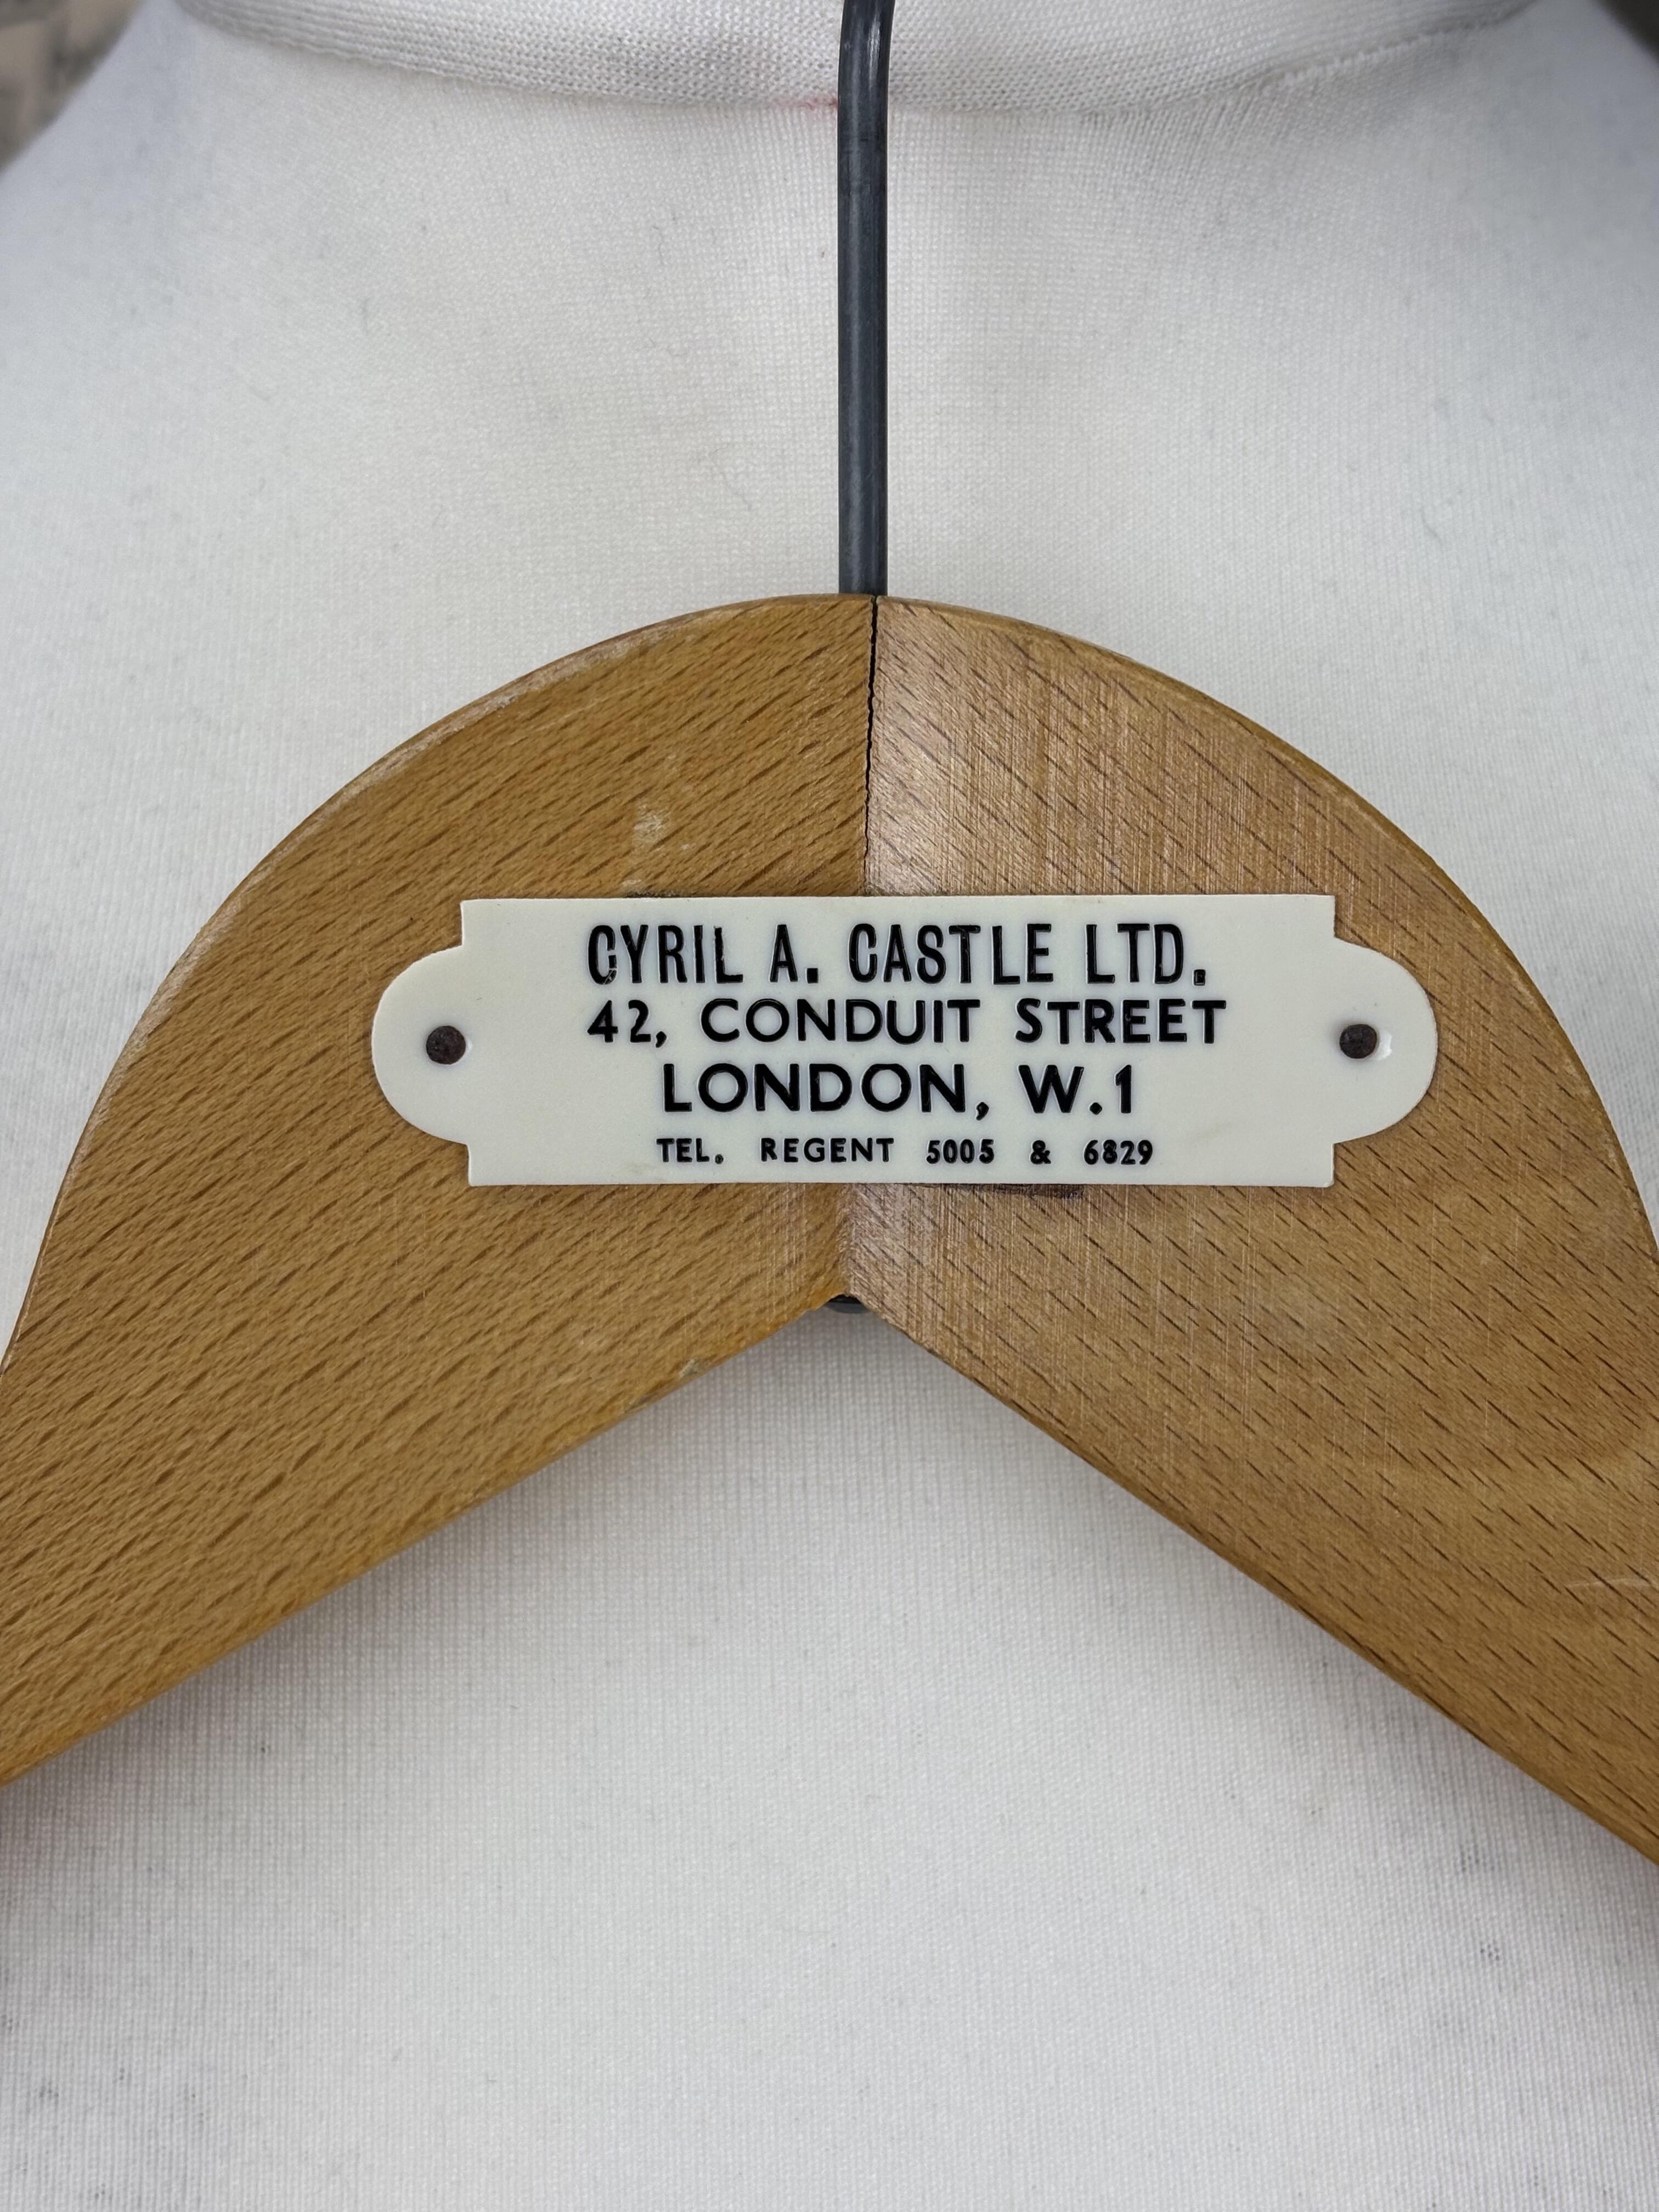 CYRIL A. CASTLE LTD.
42, CONDUIT STREET
LONDON, W.1
TEL. REGENT 5005 & 6829